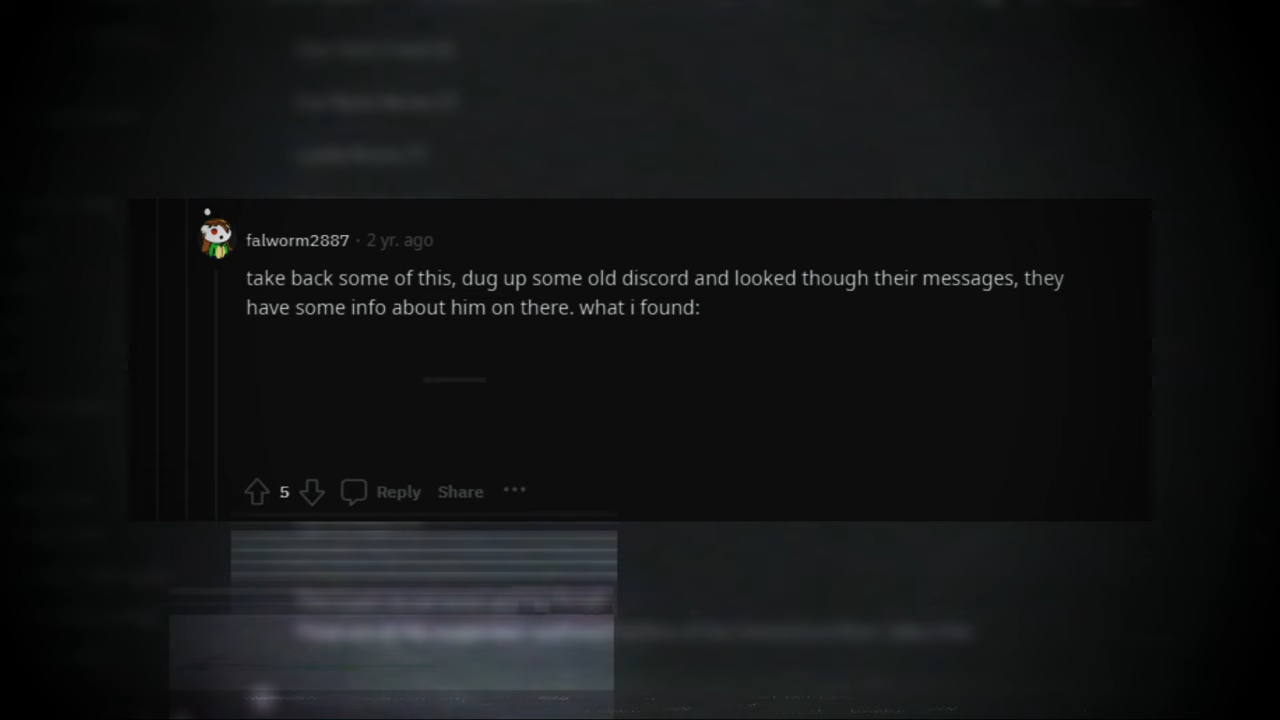 falworm2887 · 2 yr. ago
take back some of this, dug up some old discord and looked though their messages, they
have some info about him on there. what i found:
5 Reply Share ···